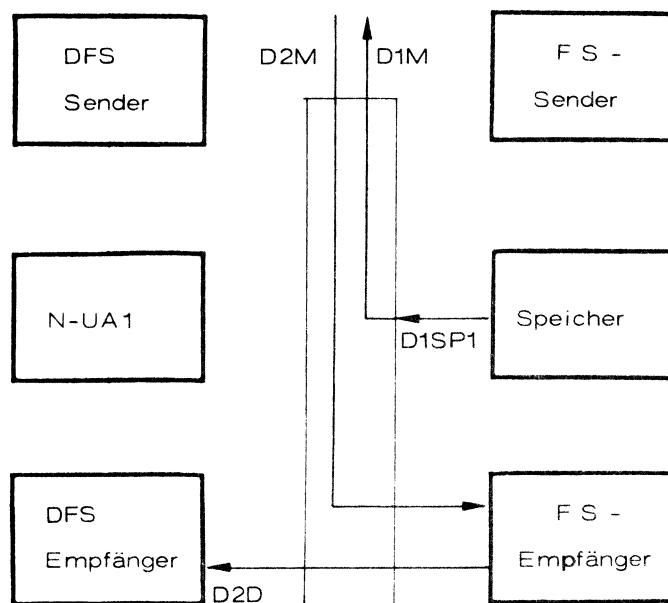 DFS
Sender
D2M
D1M
F S -
Sender
N-UA1
D1SP1
Speicher
DFS
Empfänger
D2D
F S -
Empfänger